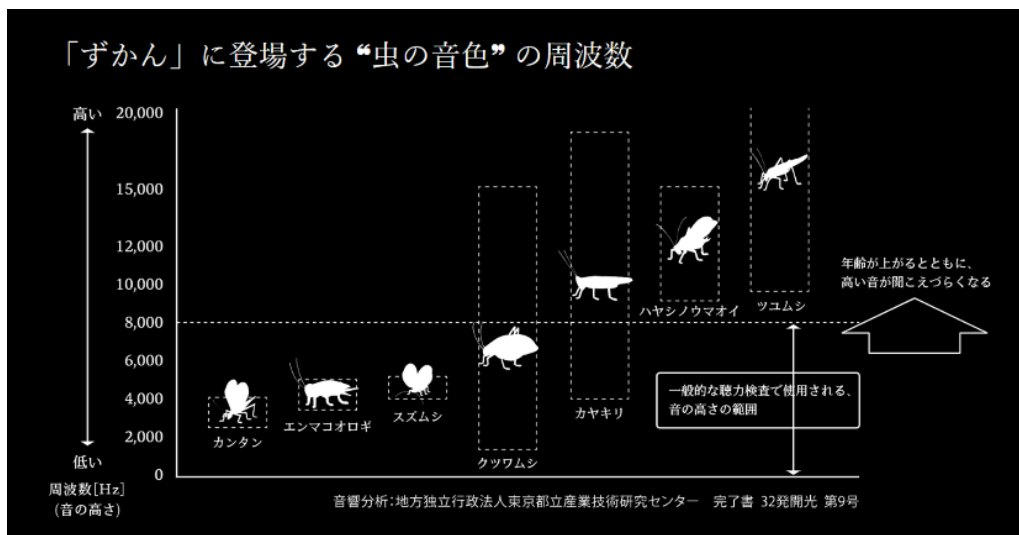 「ずかん」に登場する❝虫の音色❞の周波数
高い
20,000
15,000
12,000
10,000
8,000
6,000
4,000
2,000
0
低い
周波数[Hz]
(音の高さ)
カンタン
エンマコオロギ
スズムシ
クツワムシ
カヤキリ
ハヤシノウマオイ
ツユムシ
年齢が上がるとともに、
高い音が聞こえづらくなる
一般的な聴力検査で使用される、
音の高さの範囲
音響分析:地方独立行政法人東京都立産業技術研究センター 完了書 32発開光 第9号